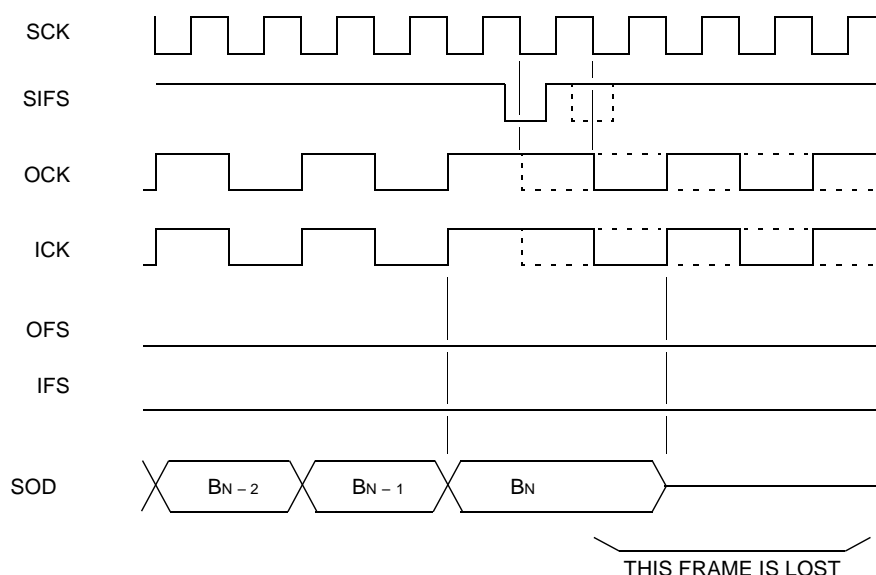 SCK
SIFS
OCK
ICK
OFS
IFS
SOD BN – 2 BN – 1 BN
THIS FRAME IS LOST